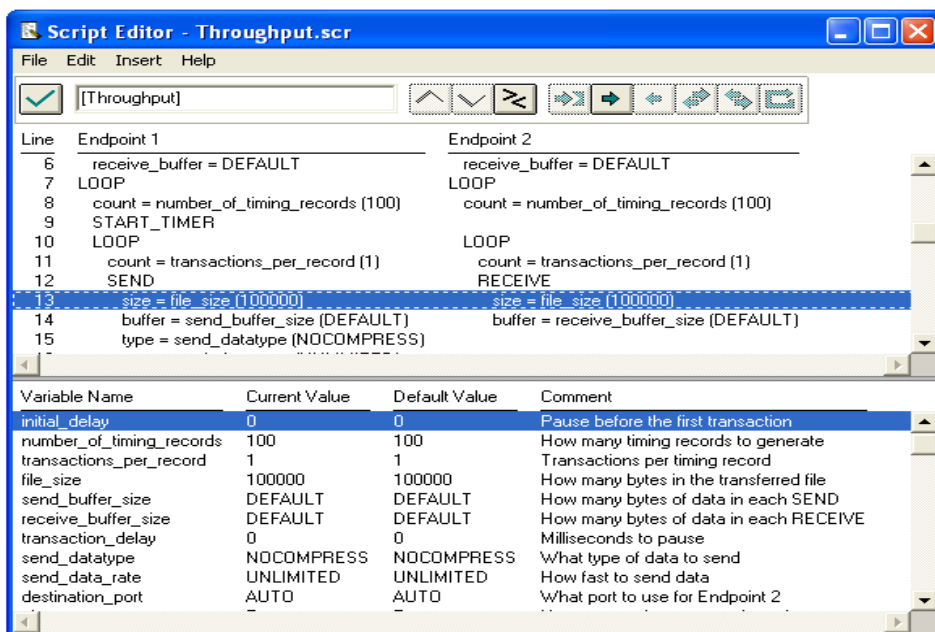 Script Editor - Throughput.scr
File Edit Insert Help
[Throughput]
Line Endpoint 1 Endpoint 2
6 receive_buffer = DEFAULT receive_buffer = DEFAULT
7 LOOP LOOP
8 count = number_of_timing_records (100) count = number_of_timing_records (100)
9 START_TIMER
10 LOOP LOOP
11 count = transactions_per_record (1) count = transactions_per_record (1)
12 SEND RECEIVE
13 size = file_size (100000) size = file_size (100000)
14 buffer = send_buffer_size (DEFAULT) buffer = receive_buffer_size (DEFAULT)
15 type = send_datatype (NOCOMPRESS)
Variable Name Current Value Default Value Comment
initial_delay 0 0 Pause before the first transaction
number_of_timing_records 100 100 How many timing records to generate
transactions_per_record 1 1 Transactions per timing record
file_size 100000 100000 How many bytes in the transferred file
send_buffer_size DEFAULT DEFAULT How many bytes of data in each SEND
receive_buffer_size DEFAULT DEFAULT How many bytes of data in each RECEIVE
transaction_delay 0 0 Milliseconds to pause
send_datatype NOCOMPRESS NOCOMPRESS What type of data to send
send_data_rate UNLIMITED UNLIMITED How fast to send data
destination_port AUTO AUTO What port to use for Endpoint 2